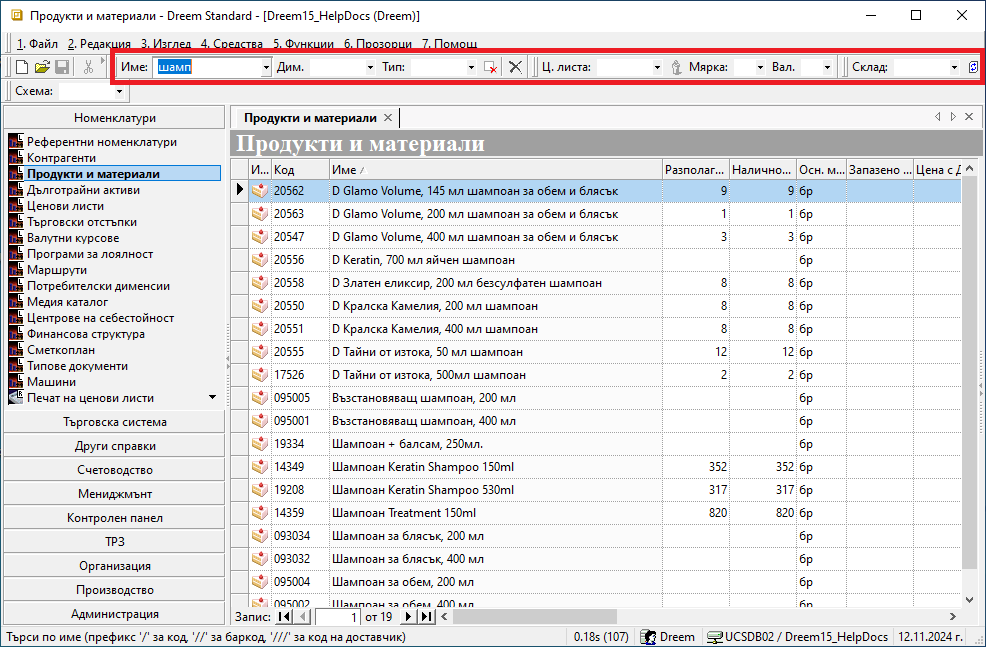 Продукти и материали - Dreem Standard - [Dreem15_HelpDocs (Dreem)]
1. Файл 2. Редакция 3. Изглед 4. Средства 5. Функции 6. Прозорци 7. Помощ
Име: шамп Дим. Тип: Ц. листа: Мярка: Вал. Склад:
Схема:
Номенклатури
Референтни номенклатури
Контрагенти
Продукти и материали
Дълготрайни активи
Ценови листи
Търговски отстъпки
Валутни курсове
Програми за лоялност
Маршрути
Потребителски дименсии
Медия каталог
Центрове на себестойност
Финансова структура
Сметкоплан
Типове документи
Машини
Печат на ценови листи
Търговска система
Други справки
Счетоводство
Мениджмънт
Контролен панел
ТРЗ
Организация
Производство
Администрация
Продукти и материали
Продукти и материали
И... Код Име Разполаг... Налично... Осн. м... Запазено ... Цена с Д
20562 D Glamo Volume, 145 мл шампоан за обем и блясък 9 9 бр
20563 D Glamo Volume, 200 мл шампоан за обем и блясък 1 1 бр
20547 D Glamo Volume, 400 мл шампоан за обем и блясък 3 3 бр
20556 D Keratin, 700 мл яйчен шампоан бр
20558 D Златен еликсир, 200 мл безсулфатен шампоан 8 8 бр
20550 D Кралска Камелия, 200 мл шампоан 8 8 бр
20551 D Кралска Камелия, 400 мл шампоан 8 8 бр
20555 D Тайни от изтока, 50 мл шампоан 12 12 бр
17526 D Тайни от изтока, 500мл шампоан 2 2 бр
095005 Възстановяващ шампоан, 200 мл бр
095001 Възстановяващ шампоан, 400 мл бр
19334 Шампоан + балсам, 250мл. бр
14349 Шампоан Keratin Shampoo 150ml 352 352 бр
19208 Шампоан Keratin Shampoo 530ml 317 317 бр
14359 Шампоан Treatment 150ml 820 820 бр
093034 Шампоан за блясък, 200 мл бр
093032 Шампоан за блясък, 400 мл бр
095004 Шампоан за обем, 200 мл бр
095002 Шампоан за обем, 400 мл бр
Запис: 1 от 19
Търси по име (префикс '/' за код, '//' за баркод, '///' за код на доставчик) 0.18s (107) Dreem UCSDB02 / Dreem15_HelpDocs 12.11.2024 г.